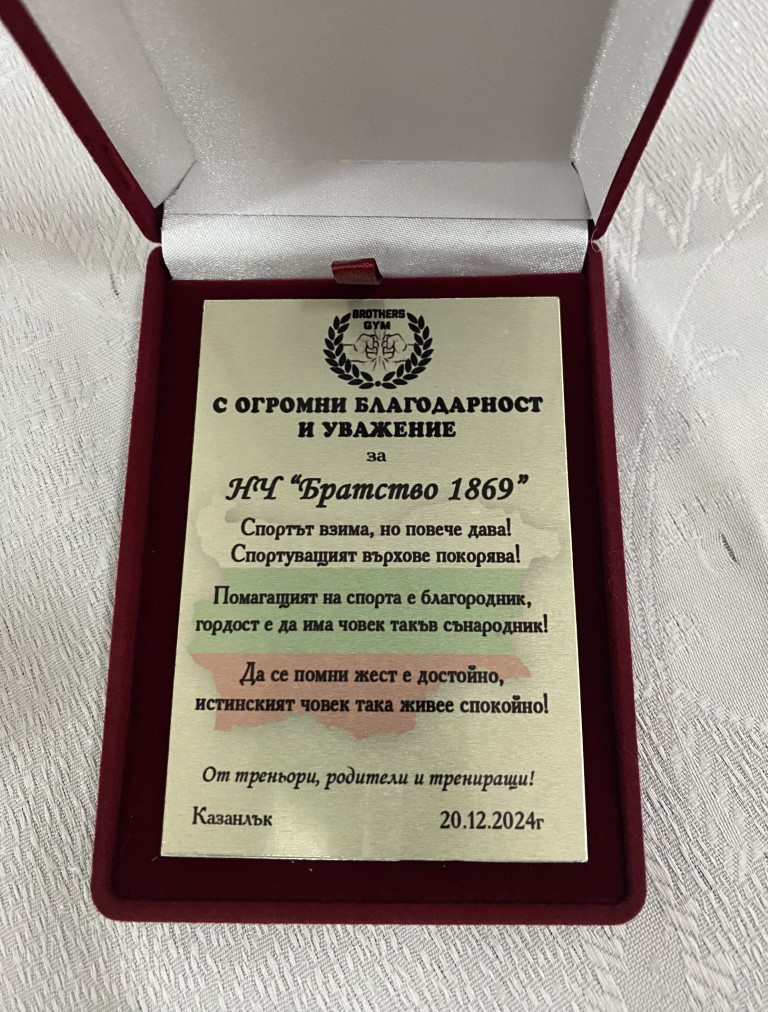 BROTHERS
GYM
С ОГРОМНИ БЛАГОДАРНОСТ
И УВАЖЕНИЕ
за
НЧ “Братство 1869”
Спортът взима, но повече дава!
Спортуващият върхове покорява!
Помагащият на спорта е благородник,
гордост е да има човек такъв сънародник!
Да се помни жест е достойно,
истинският човек така живее спокойно!
От треньори, родители и трениращи!
Казанлък 20.12.2024г